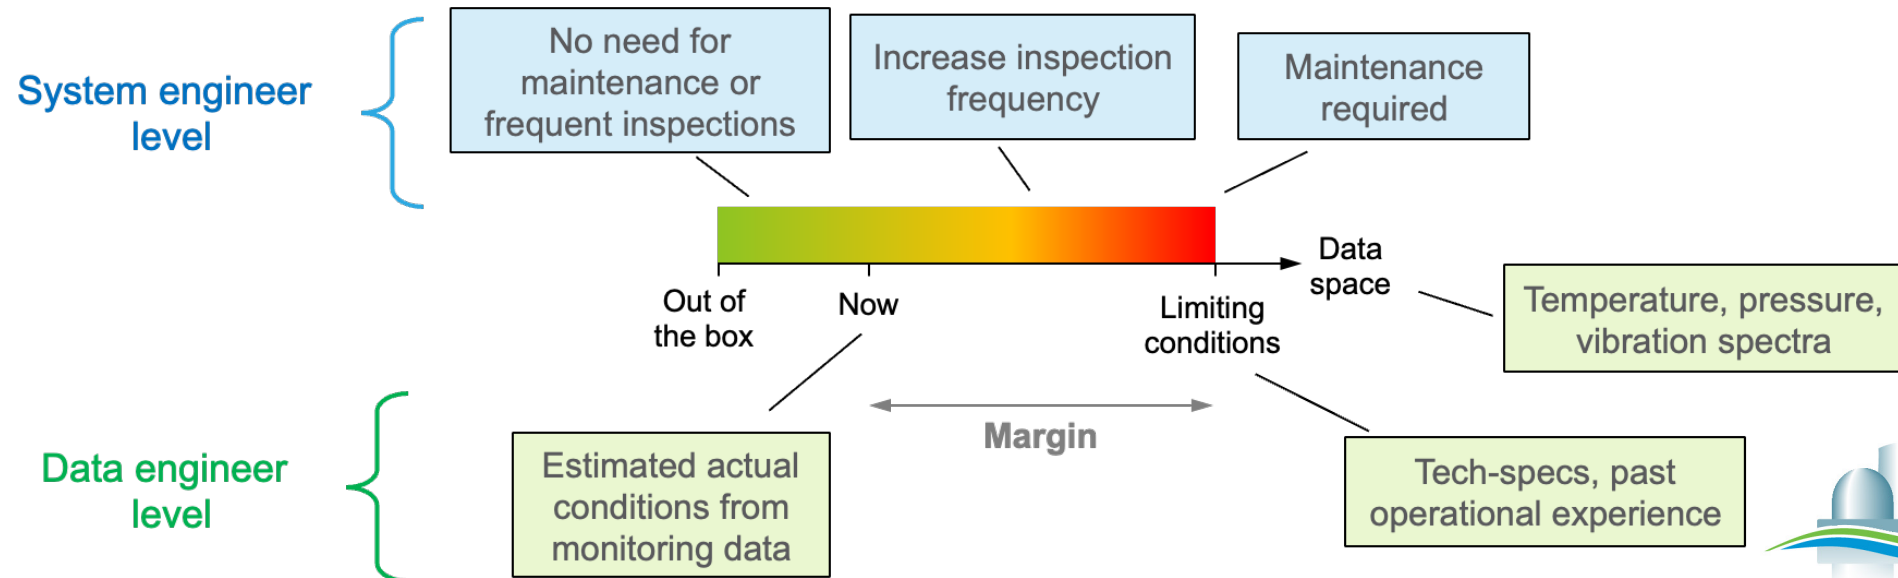 System engineer
level
No need for
maintenance or
frequent inspections
Increase inspection
frequency
Maintenance
required
Data
space
Out of
the box
Now
Limiting
conditions
Temperature, pressure,
vibration spectra
Margin
Data engineer
level
Estimated actual
conditions from
monitoring data
Tech-specs, past
operational experience